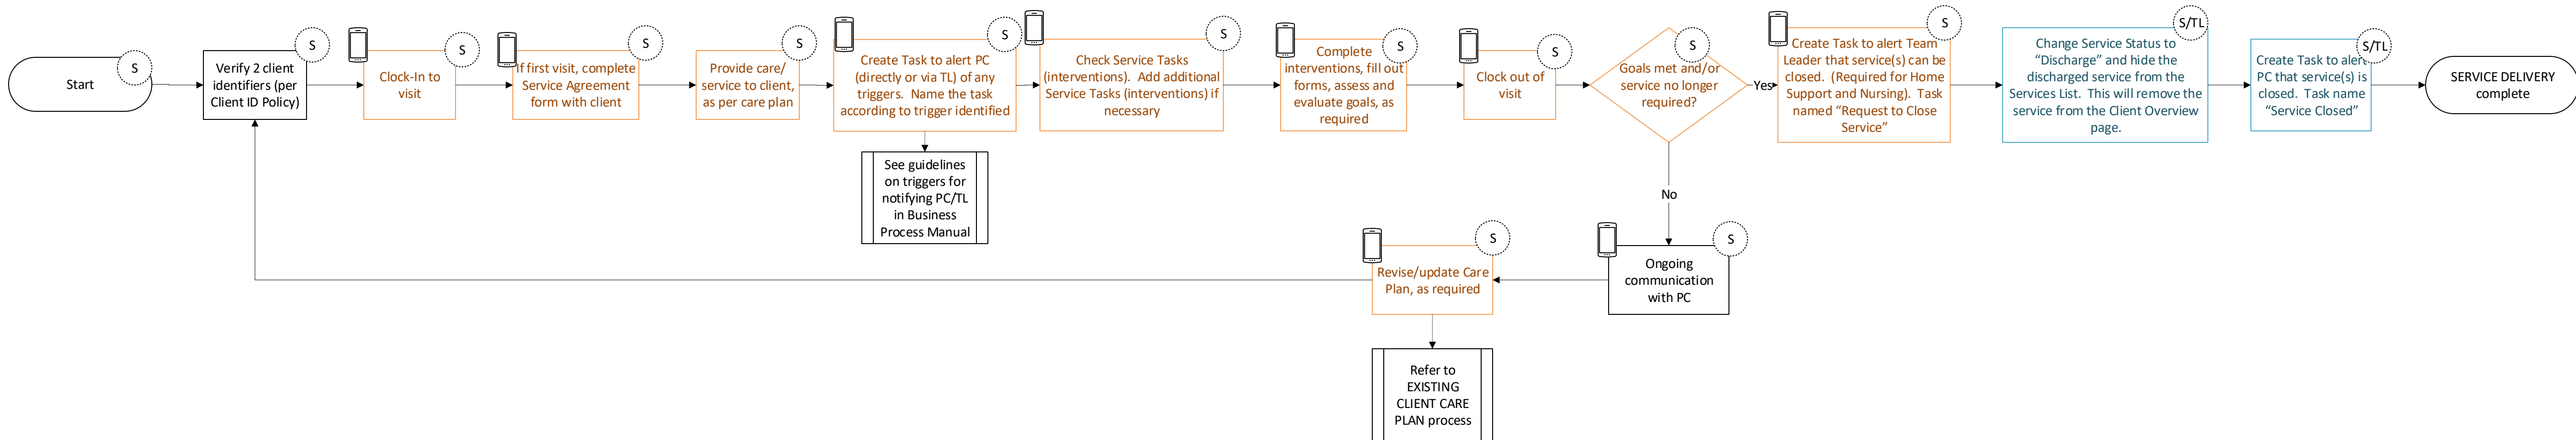 S
Start
S
Verify 2 client
identifiers (per
Client ID Policy)
S
Clock-In to
visit
S
If first visit, complete
Service Agreement
form with client
S
Provide care/
service to client,
as per care plan
S
Create Task to alert PC
(directly or via TL) of any
triggers.  Name the task
according to trigger identified
See guidelines
on triggers for
notifying PC/TL
in Business
Process Manual
S
Check Service Tasks
(interventions).  Add additional
Service Tasks (interventions) if
necessary
S
Complete
interventions, fill out
forms, assess and
evaluate goals, as
required
S
Clock out of
visit
S
Goals met and/or
service no longer
required?
Yes
S
Create Task to alert Team
Leader that service(s) can be
closed.  (Required for Home
Support and Nursing).  Task
named “Request to Close
Service”
S/TL
Change Service Status to
“Discharge” and hide the
discharged service from the
Services List.  This will remove the
service from the Client Overview
page.
S/TL
Create Task to alert
PC that service(s) is
closed.  Task name
“Service Closed”
SERVICE DELIVERY
complete
No
S
Ongoing
communication
with PC
S
Revise/update Care
Plan, as required
Refer to
EXISTING
CLIENT CARE
PLAN process